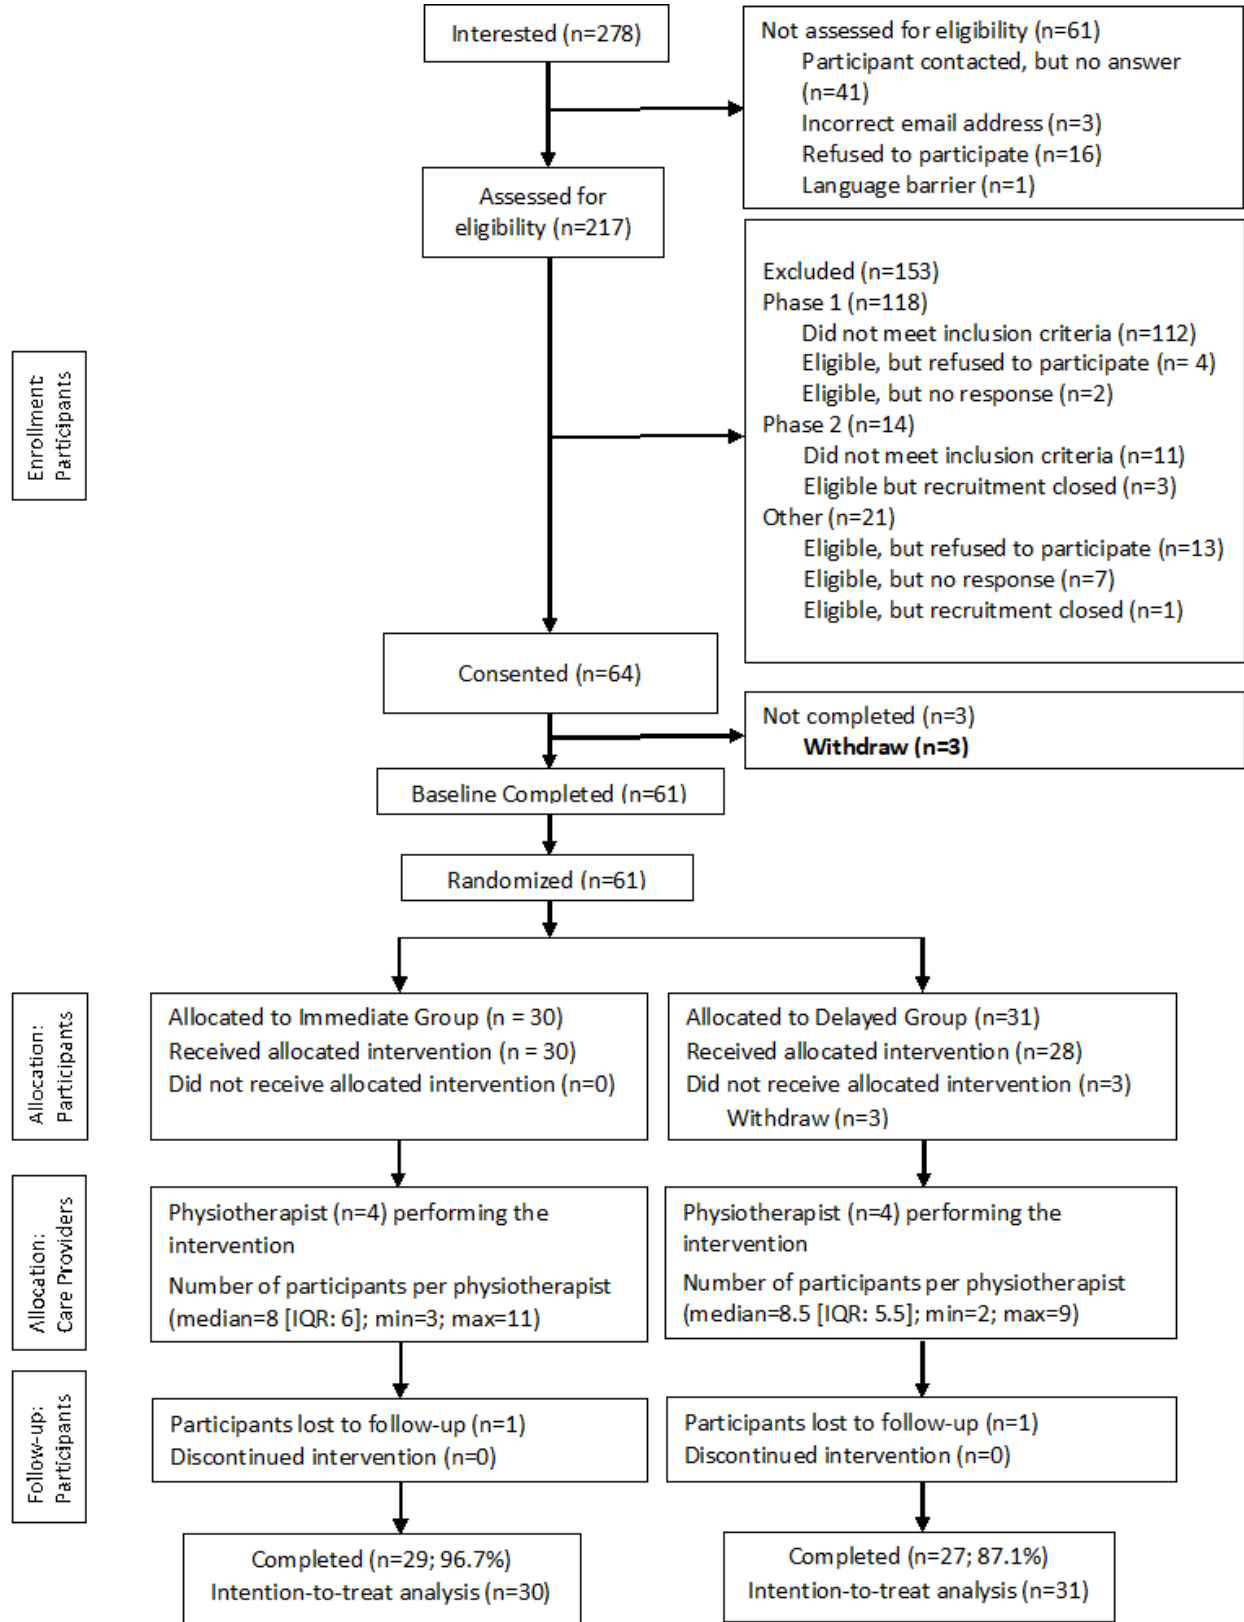 Interested (n=278)
Not assessed for eligibility (n=61)
Participant contacted, but no answer
(n=41)
Incorrect email address (n=3)
Refused to participate (n=16)
Language barrier (n=1)
Assessed for
eligibility (n=217)
Excluded (n=153)
Phase 1 (n=118)
Did not meet inclusion criteria (n=112)
Eligible, but refused to participate (n= 4)
Eligible, but no response (n=2)
Phase 2 (n=14)
Did not meet inclusion criteria (n=11)
Eligible but recruitment closed (n=3)
Other (n=21)
Eligible, but refused to participate (n=13)
Eligible, but no response (n=7)
Eligible, but recruitment closed (n=1)
Enrollment:
Participants
Consented (n=64)
Not completed (n=3)
Withdraw (n=3)
Baseline Completed (n=61)
Randomized (n=61)
Allocation:
Participants
Allocated to Immediate Group (n = 30)
Received allocated intervention (n = 30)
Did not receive allocated intervention (n=0)
Allocated to Delayed Group (n=31)
Received allocated intervention (n=28)
Did not receive allocated intervention (n=3)
Withdraw (n=3)
Allocation:
Care Providers
Physiotherapist (n=4) performing the
intervention
Number of participants per physiotherapist
(median=8 [IQR: 6]; min=3; max=11)
Physiotherapist (n=4) performing the
intervention
Number of participants per physiotherapist
(median=8.5 [IQR: 5.5]; min=2; max=9)
Follow-up:
Participants
Participants lost to follow-up (n=1)
Discontinued intervention (n=0)
Participants lost to follow-up (n=1)
Discontinued intervention (n=0)
Completed (n=29; 96.7%)
Intention-to-treat analysis (n=30)
Completed (n=27; 87.1%)
Intention-to-treat analysis (n=31)